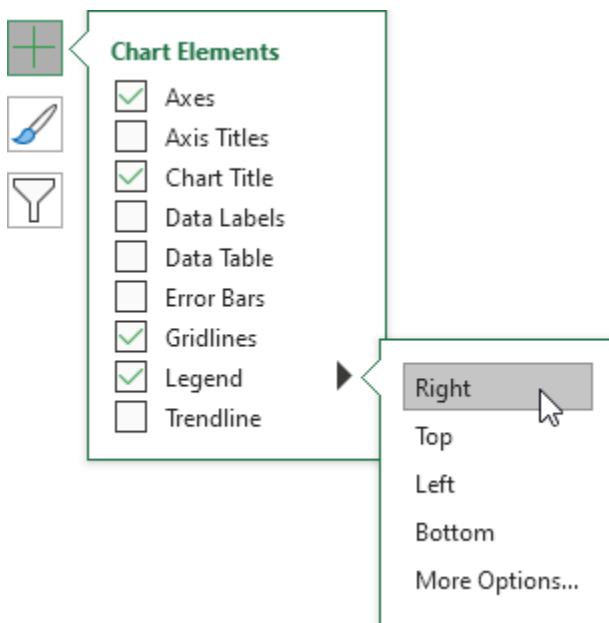 Chart Elements
Axes
Axis Titles
Chart Title
Data Labels
Data Table
Error Bars
Gridlines
Legend
Trendline
Right
Top
Left
Bottom
More Options...